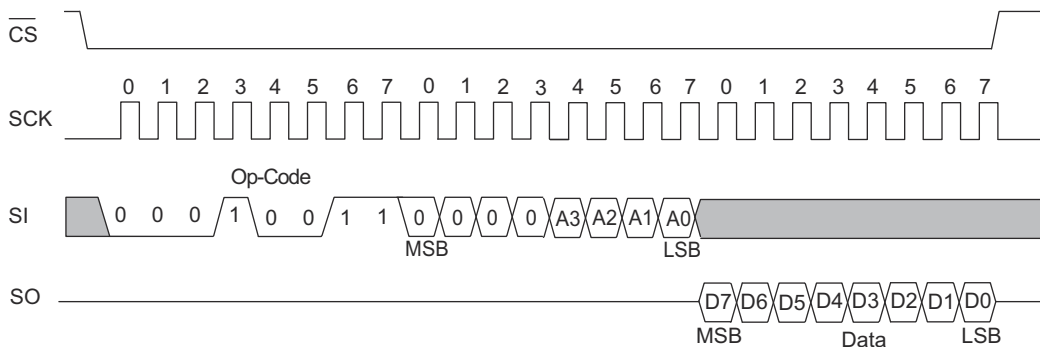 CS
0 1 2 3 4 5 6 7 0 1 2 3 4 5 6 7 0 1 2 3 4 5 6 7
SCK
Op-Code
SI 0 0 0 1 0 0 1 1 0 0 0 0 A3 A2 A1 A0
MSB LSB
SO D7 D6 D5 D4 D3 D2 D1 D0
MSB Data LSB